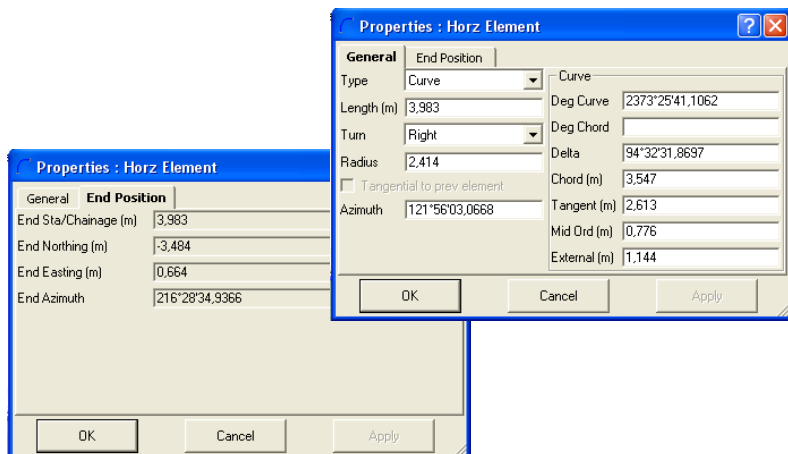 Properties : Horz Element
General End Position
Type Curve
Length (m) 3,983
Turn Right
Radius 2,414
Tangential to prev element
Azimuth 121°56'03,0668
Curve
Deg Curve 2373°25'41,1062
Deg Chord
Delta 94°32'31,8697
Chord (m) 3,547
Tangent (m) 2,613
Mid Ord (m) 0,776
External (m) 1,144
OK Cancel Apply
Properties : Horz Element
General End Position
End Sta/Chainage (m) 3,983
End Northing (m) -3,484
End Easting (m) 0,664
End Azimuth 216°28'34,9366
OK Cancel Apply